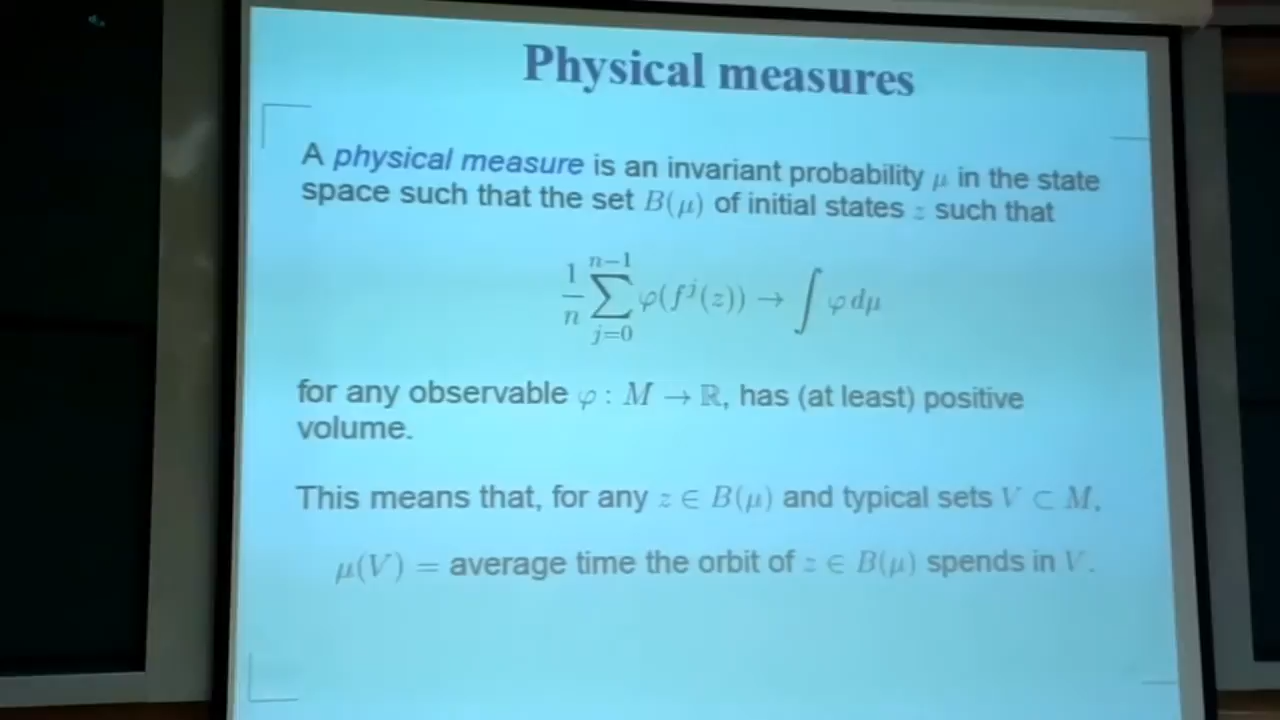 Physical measures
A physical measure is an invariant probability μ in the state
space such that the set B(μ) of initial states z such that
1/n ∑_{j=0}^{n−1} φ(f^j(z)) → ∫ φ dμ
for any observable φ : M → ℝ, has (at least) positive
volume.
This means that, for any z ∈ B(μ) and typical sets V ⊂ M,
μ(V) = average time the orbit of z ∈ B(μ) spends in V.